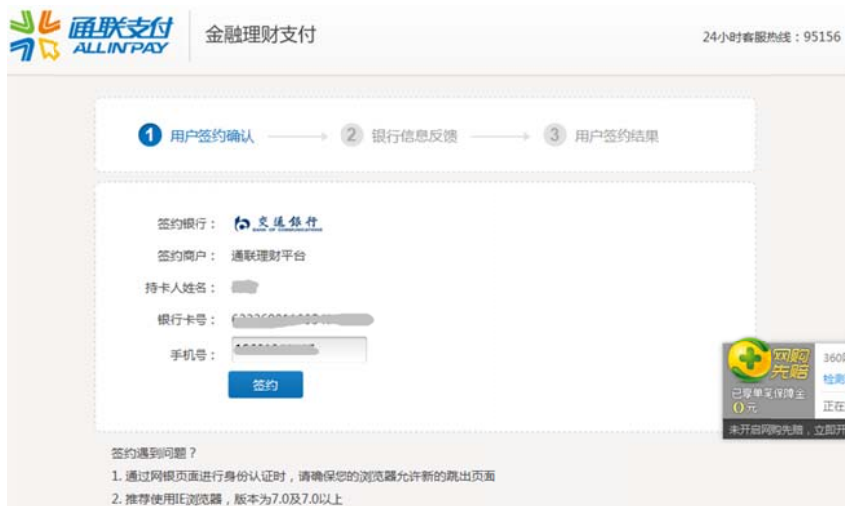 通联支付
ALLINPAY
金融理财支付
24小时客服热线：95156
1 用户签约确认
2 银行信息反馈
3 用户签约结果
签约银行：
交通银行
BANK OF COMMUNICATIONS
签约商户：
通联理财平台
持卡人姓名：
银行卡号：
手机号：
签约
网购先赔
已享单笔保障金
0元
360
检测
正在
未开启网购先赔，立即开
签约遇到问题？
1. 通过网银页面进行身份认证时，请确保您的浏览器允许新的跳出页面
2. 推荐使用IE浏览器，版本为7.0及7.0以上